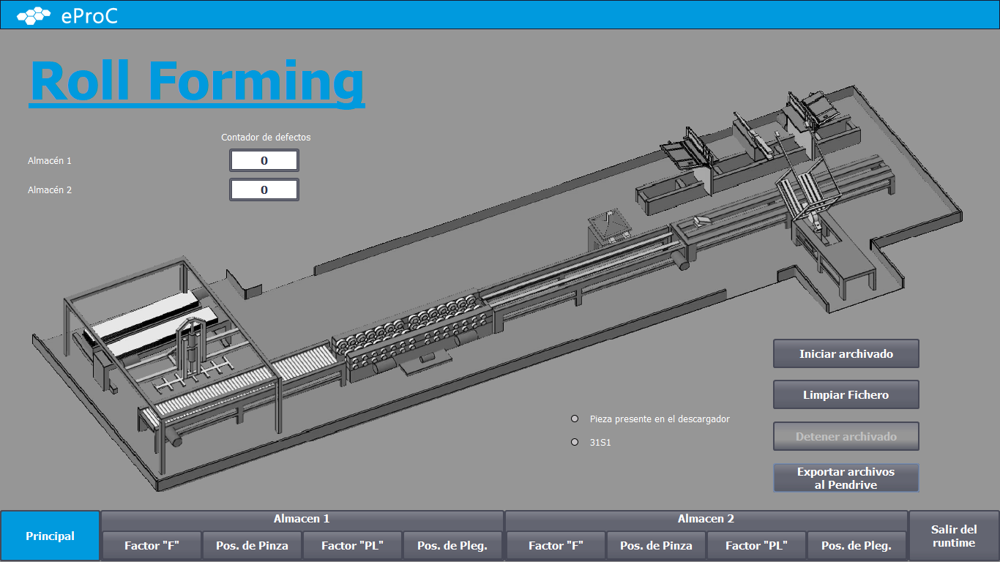 eProC
Roll Forming
Contador de defectos
Almacén 1
0
Almacén 2
0
Iniciar archivado
Limpiar Fichero
Pieza presente en el descargador
Detener archivado
31S1
Exportar archivos
al Pendrive
Principal
Almacen 1
Factor "F"
Pos. de Pinza
Factor "PL"
Pos. de Pleg.
Almacen 2
Factor "F"
Pos. de Pinza
Factor "PL"
Pos. de Pleg.
Salir del
runtime